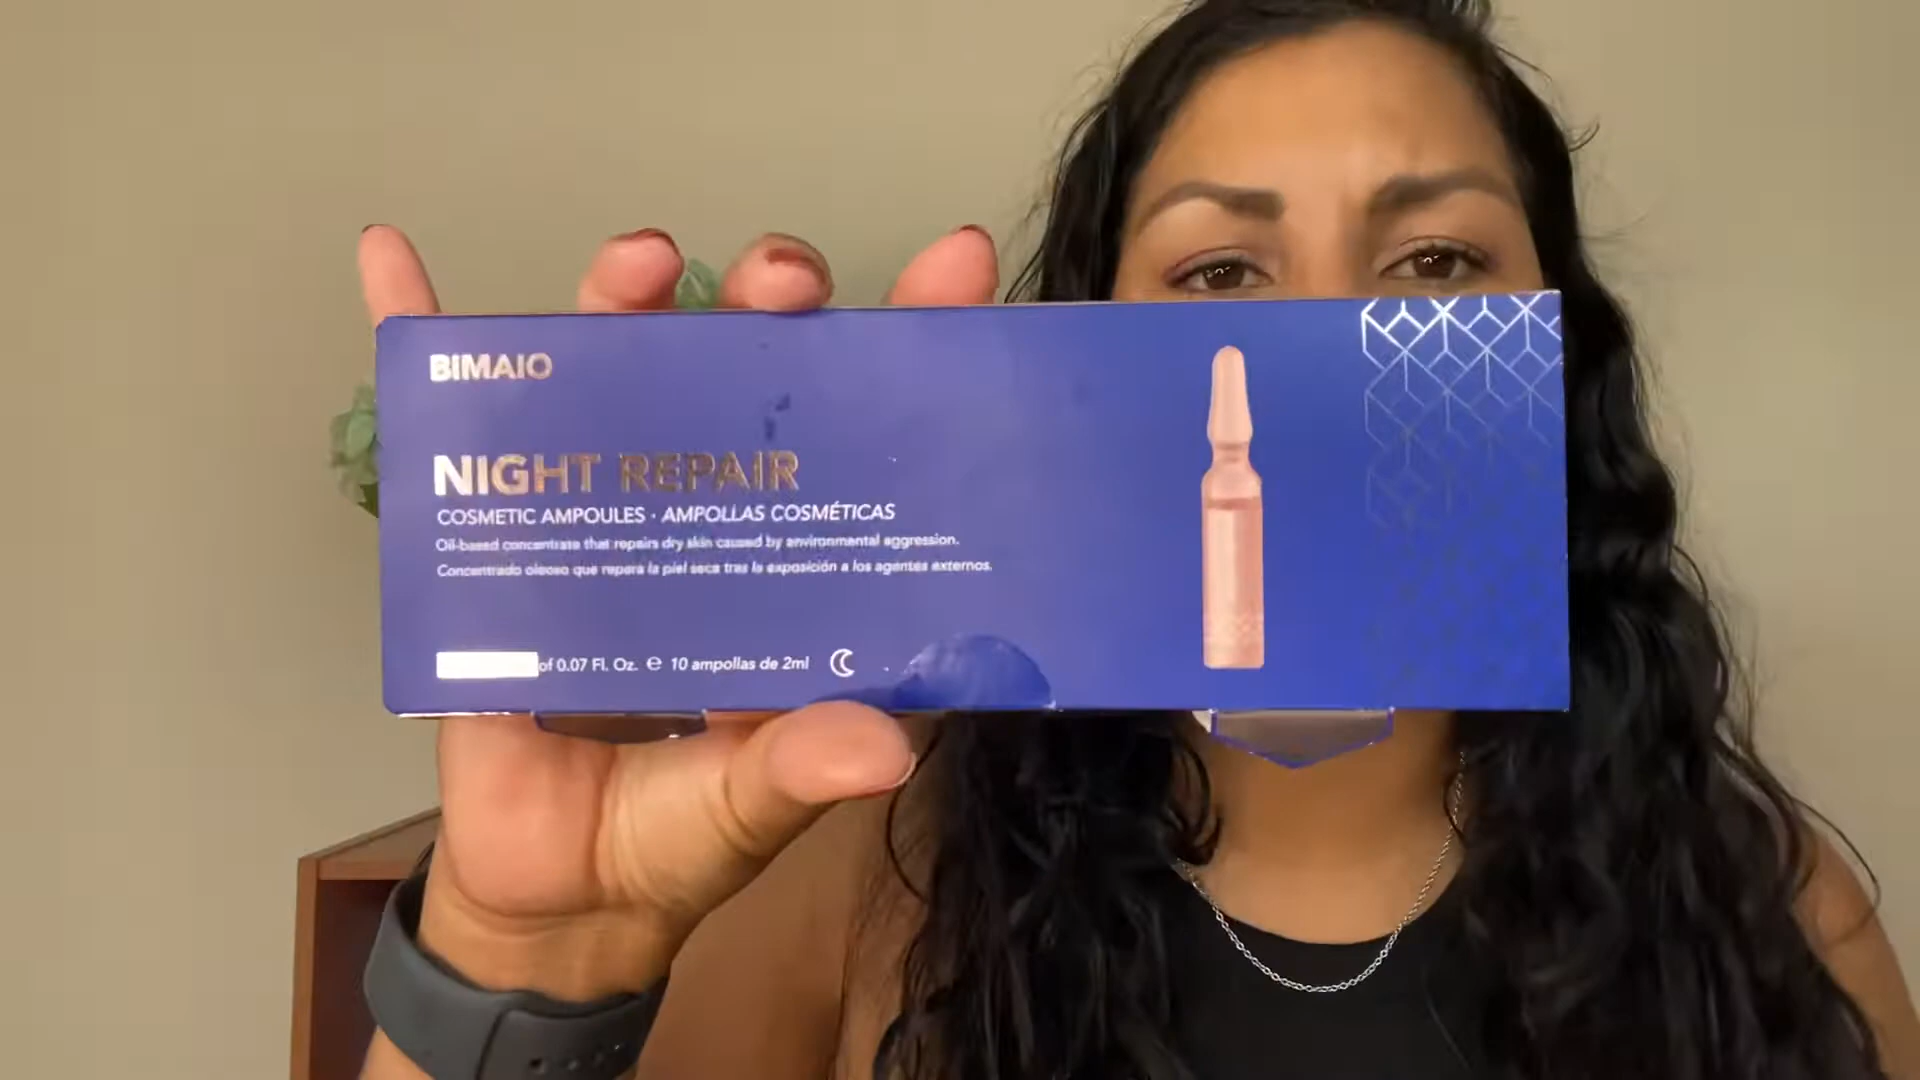 BIMAIO
NIGHT REPAIR
COSMETIC AMPOULES · AMPOLLAS COSMÉTICAS
Oil-based concentrate that repairs dry skin caused by environmental aggression.
Concentrado oleoso que repara la piel seca tras la exposición a los agentes externos.
of 0.07 Fl. Oz. ℮ 10 ampollas de 2ml